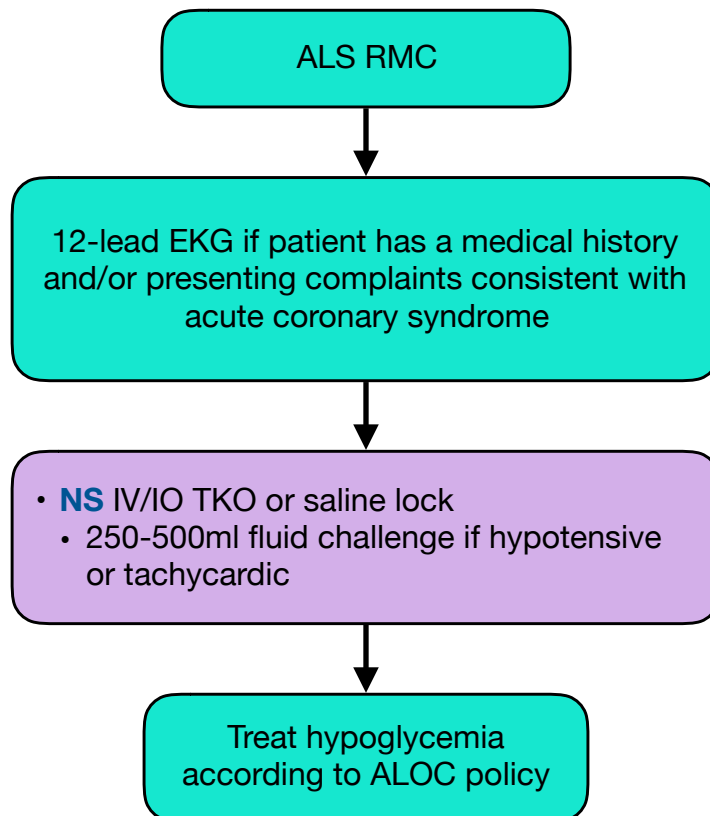 ALS RMC
12-lead EKG if patient has a medical history
and/or presenting complaints consistent with
acute coronary syndrome
• NS IV/IO TKO or saline lock
• 250-500ml fluid challenge if hypotensive
or tachycardic
Treat hypoglycemia
according to ALOC policy